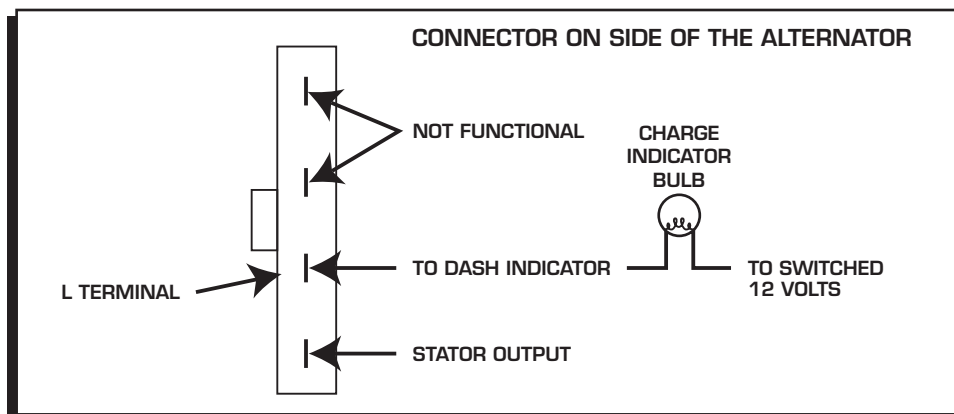 CONNECTOR ON SIDE OF THE ALTERNATOR
NOT FUNCTIONAL
CHARGE
INDICATOR
BULB
TO DASH INDICATOR
TO SWITCHED
12 VOLTS
L TERMINAL
STATOR OUTPUT